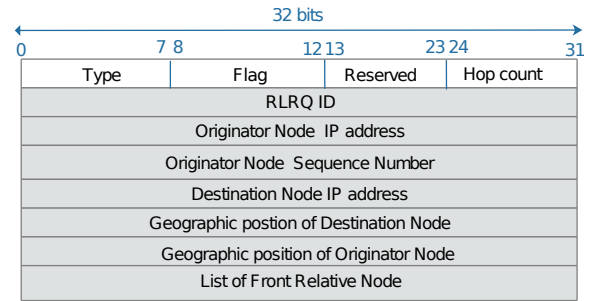 32 bits
0 7 8 12 13 23 24 31
Type Flag Reserved Hop count
RLRQ ID
Originator Node IP address
Originator Node Sequence Number
Destination Node IP address
Geographic postion of Destination Node
Geographic position of Originator Node
List of Front Relative Node